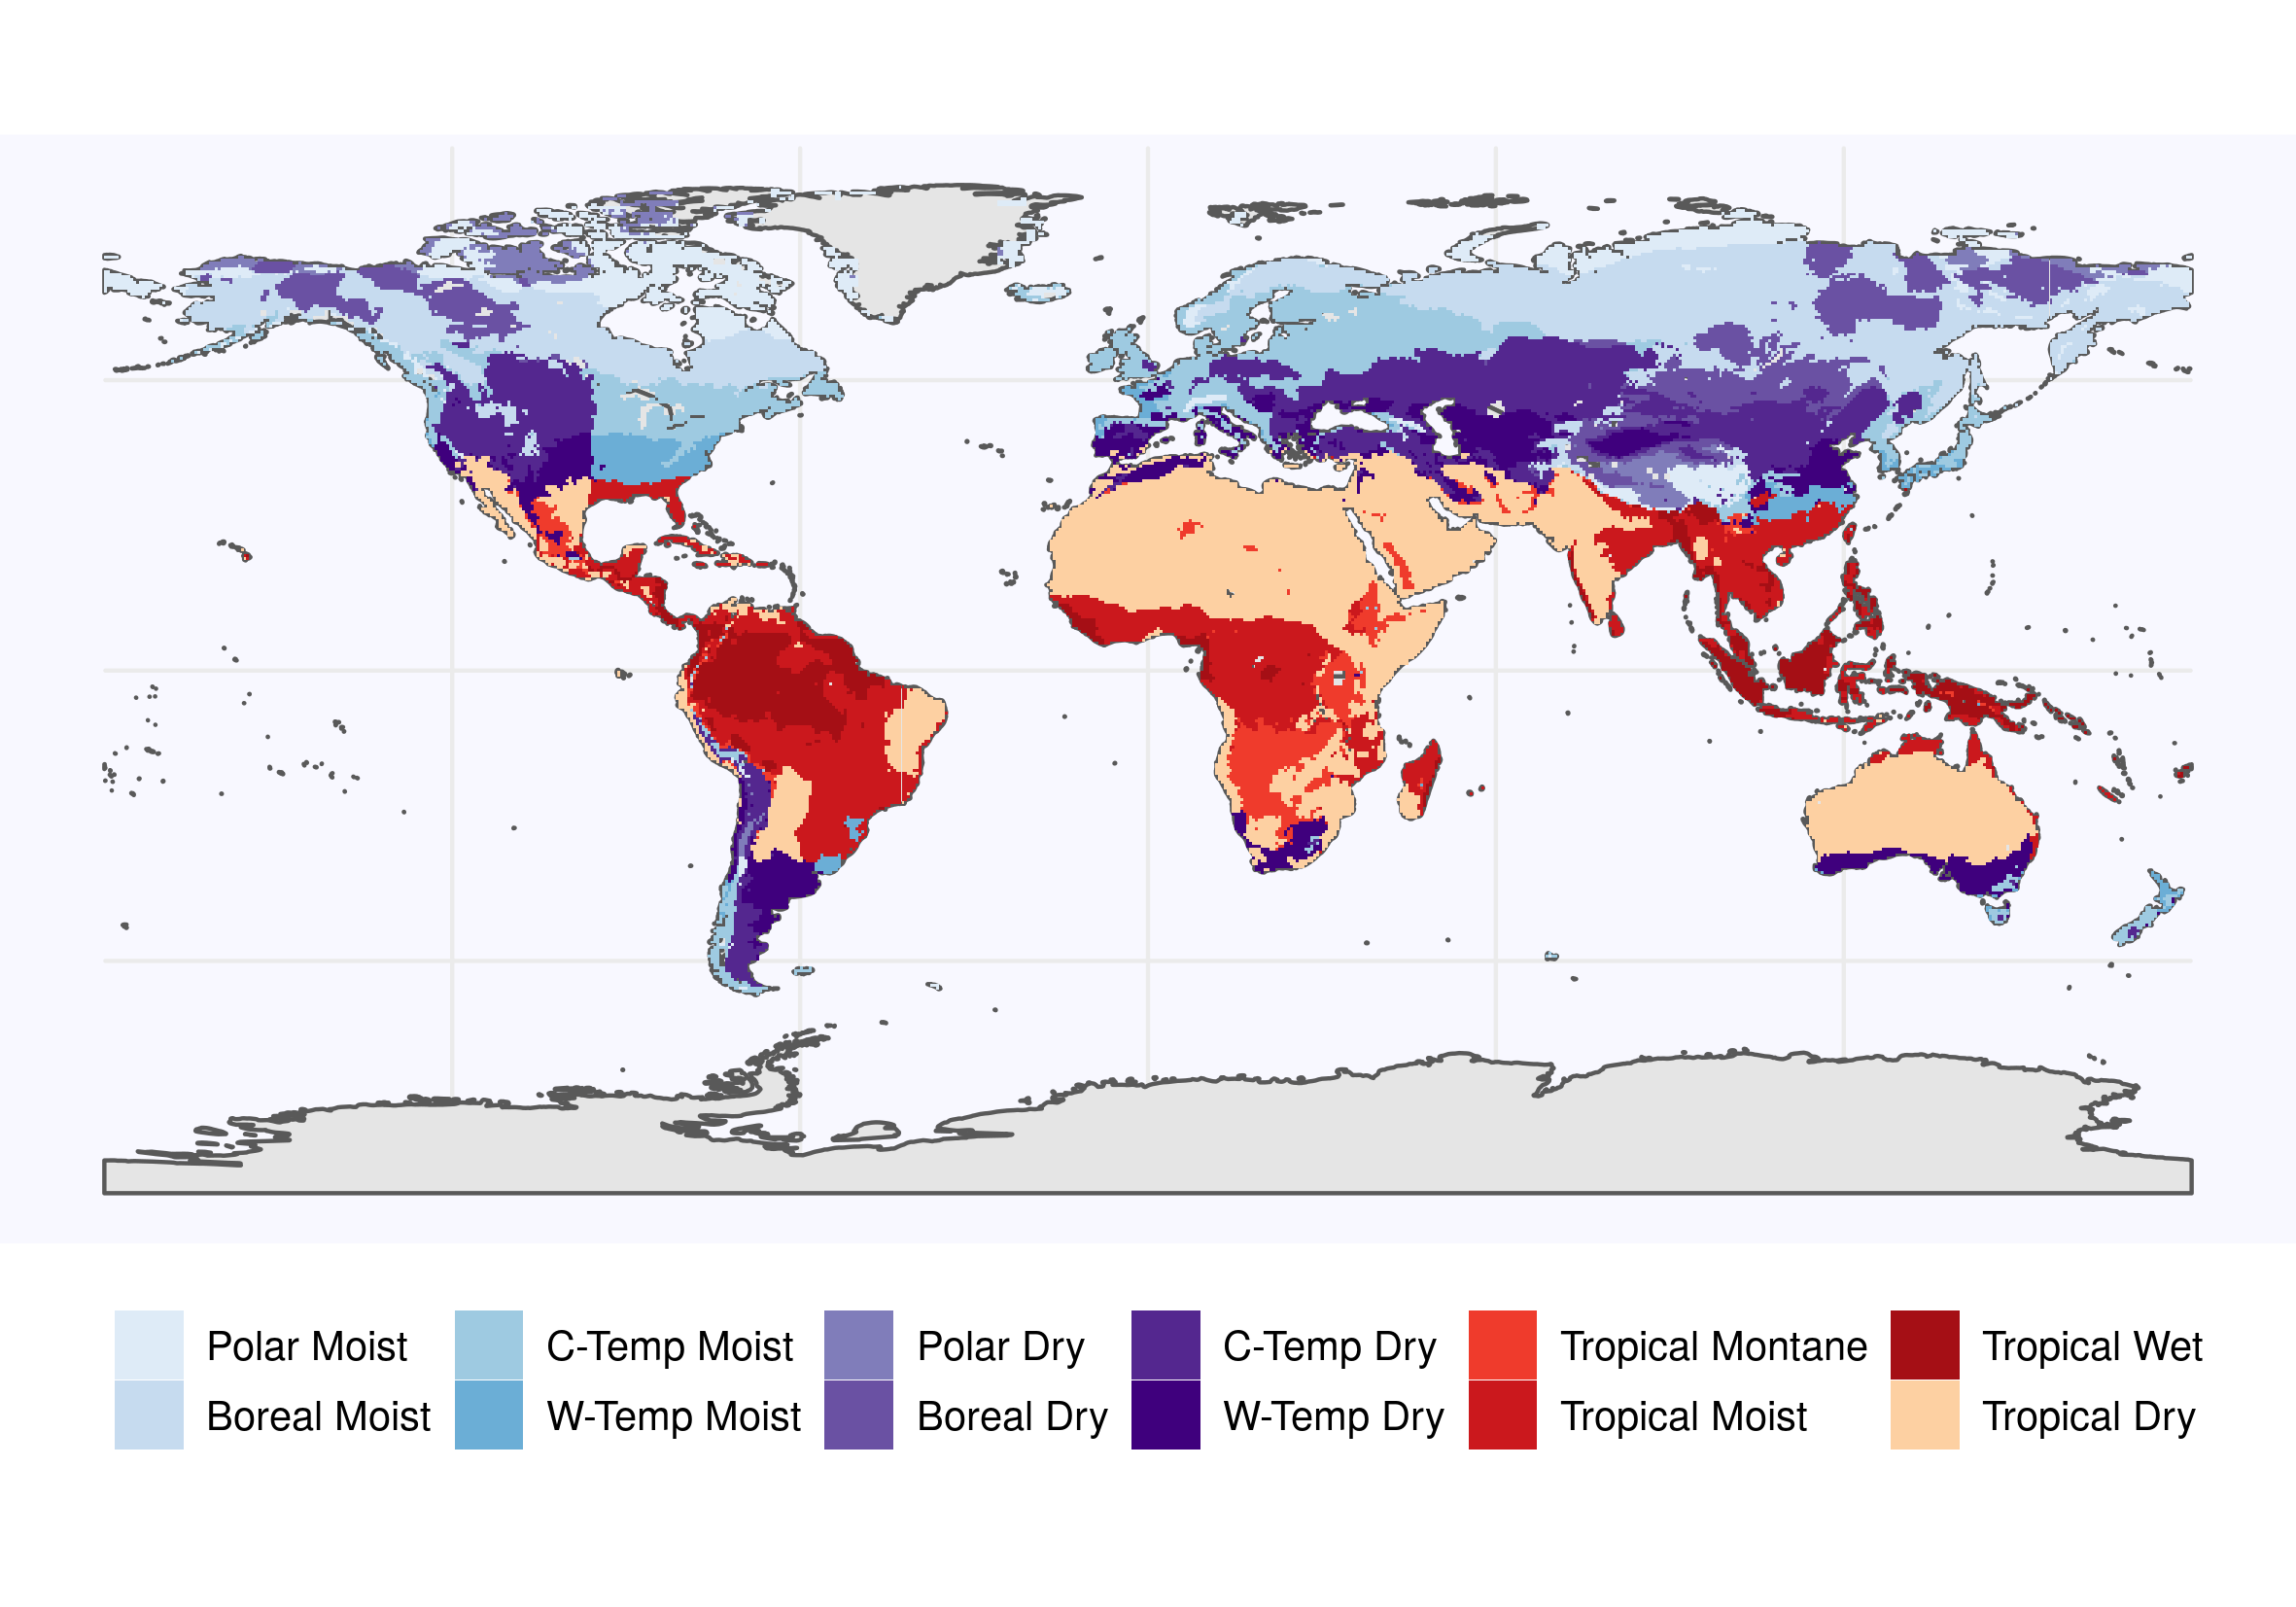 Polar Moist
Boreal Moist
C-Temp Moist
W-Temp Moist
Polar Dry
Boreal Dry
C-Temp Dry
W-Temp Dry
Tropical Montane
Tropical Moist
Tropical Wet
Tropical Dry